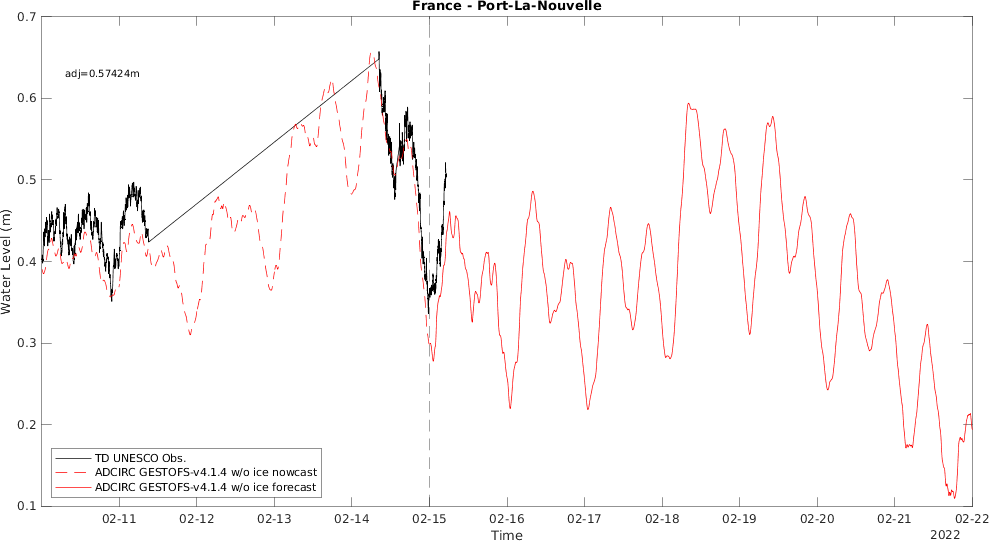 France - Port-La-Nouvelle
adj=0.57424m
Water Level (m)
0.7
0.6
0.5
0.4
0.3
0.2
0.1
TD UNESCO Obs.
ADCIRC GESTOFS-v4.1.4 w/o ice nowcast
ADCIRC GESTOFS-v4.1.4 w/o ice forecast
02-11 02-12 02-13 02-14 02-15 02-16 02-17 02-18 02-19 02-20 02-21 02-22
Time
2022